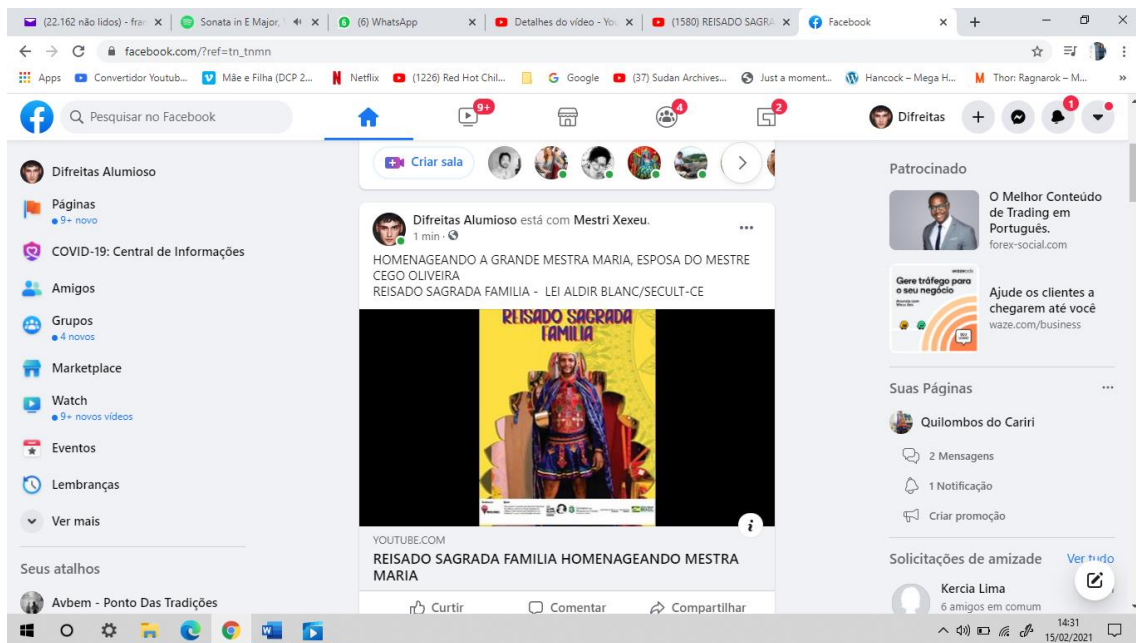 (22.162 não lidos) - fra
Sonata in E Major,
(6) WhatsApp
Detalhes do vídeo - You
(1580) REISADO SAGRA
Facebook
facebook.com/?ref=tn_tnmn
Apps
Convertidor Youtub...
Mãe e Filha (DCP 2...
Netflix
(1226) Red Hot Chil...
Google
(37) Sudan Archives...
Just a moment...
Hancock – Mega H...
Thor: Ragnarok – M...
»
Pesquisar no Facebook
9+
4
2
Difreitas
1
Difreitas Alumioso
Páginas
9+ novo
COVID-19: Central de Informações
Amigos
Grupos
4 novos
Marketplace
Watch
9+ novos vídeos
Eventos
Lembranças
Ver mais
Seus atalhos
Avbem - Ponto Das Tradições
Criar sala
Difreitas Alumioso está com Mestri Xexeu.
1 min ·
HOMENAGEANDO A GRANDE MESTRA MARIA, ESPOSA DO MESTRE
CEGO OLIVEIRA
REISADO SAGRADA FAMILIA - LEI ALDIR BLANC/SECULT-CE
REISADO SAGRADA
FAMILIA
YOUTUBE.COM
REISADO SAGRADA FAMILIA HOMENAGEANDO MESTRA
MARIA
Curtir
Comentar
Compartilhar
Patrocinado
O Melhor Conteúdo
de Trading em
Português.
forex-social.com
Gere tráfego para
o seu negócio
Ajude os clientes a
chegarem até você
waze.com/business
Suas Páginas
Quilombos do Cariri
2 Mensagens
1 Notificação
Criar promoção
Solicitações de amizade
Ver tudo
Kercia Lima
6 amigos em comum
14:31
15/02/2021